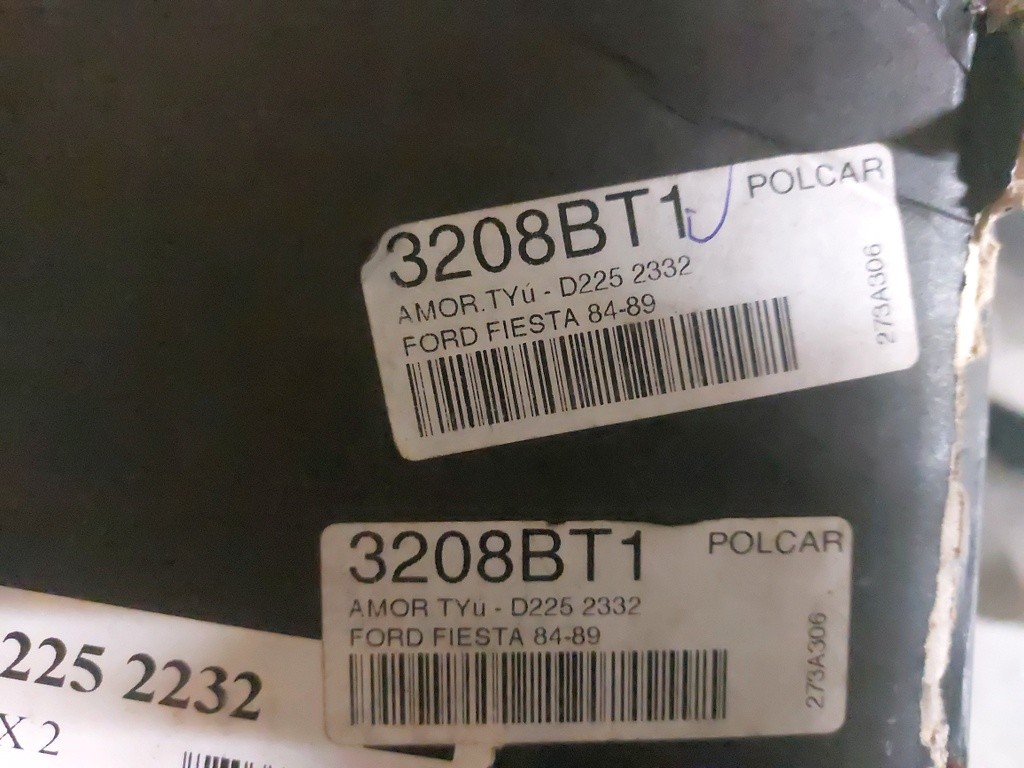 3208BT1 POLCAR
AMOR.TYú - D225 2332
FORD FIESTA 84-89
273A306
3208BT1 POLCAR
AMOR TYú - D225 2332
FORD FIESTA 84-89
273A306
225 2232
X 2